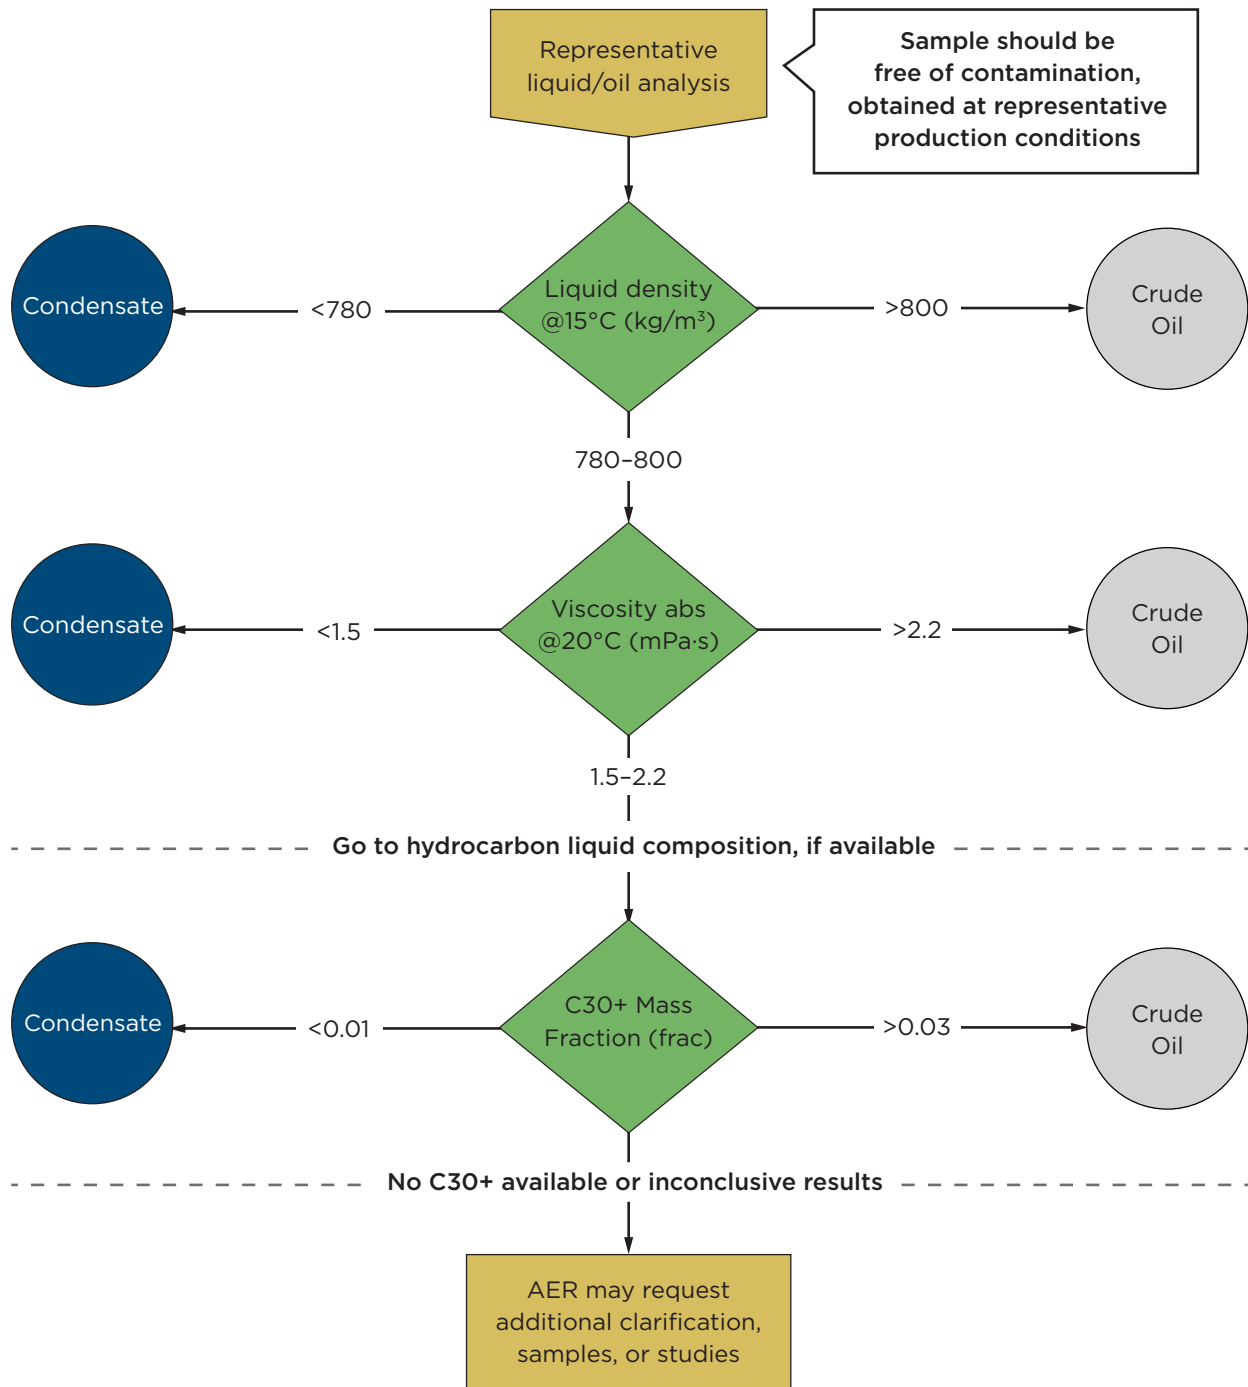 Representative
liquid/oil analysis
Sample should be
free of contamination,
obtained at representative
production conditions
Condensate
<780
Liquid density
@15°C (kg/m³)
>800
Crude
Oil
780–800
Condensate
<1.5
Viscosity abs
@20°C (mPa·s)
>2.2
Crude
Oil
1.5–2.2
Go to hydrocarbon liquid composition, if available
Condensate
<0.01
C30+ Mass
Fraction (frac)
>0.03
Crude
Oil
No C30+ available or inconclusive results
AER may request
additional clarification,
samples, or studies